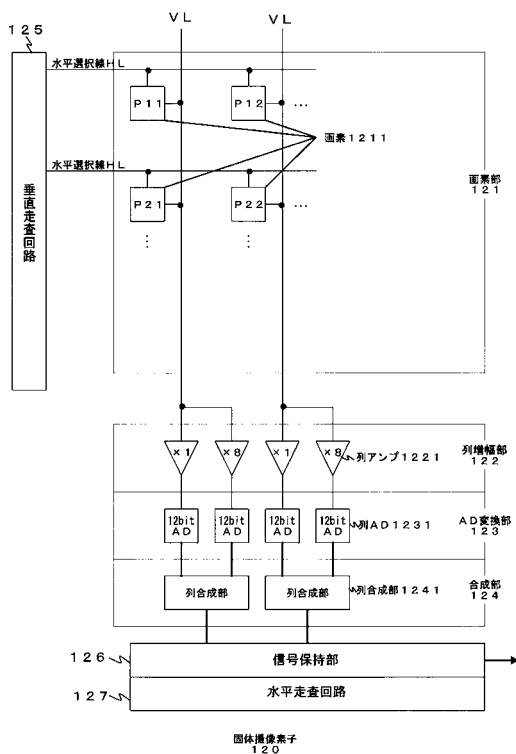 125
VL
VL
水平選択線HL
P11
P12
...
画素1211
水平選択線HL
P21
P22
...
垂直走査回路
画素部
121
×1
×8
×1
×8
列アンプ1221
列増幅部
122
12bit
AD
12bit
AD
12bit
AD
12bit
AD
列AD1231
AD変換部
123
列合成部
列合成部
列合成部1241
合成部
124
126
信号保持部
127
水平走査回路
固体撮像素子
120